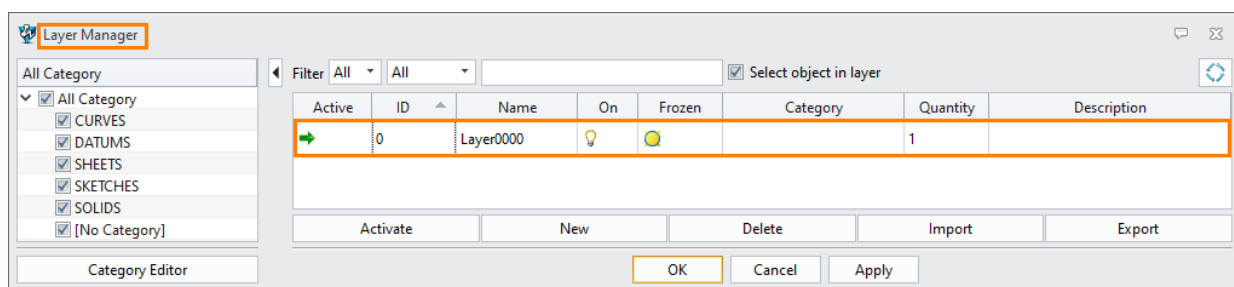 Layer Manager
All Category
Filter All All Select object in layer
All Category
CURVES
DATUMS
SHEETS
SKETCHES
SOLIDS
[No Category]
Active ID Name On Frozen Category Quantity Description
0 Layer0000 1
Activate New Delete Import Export
Category Editor
OK Cancel Apply